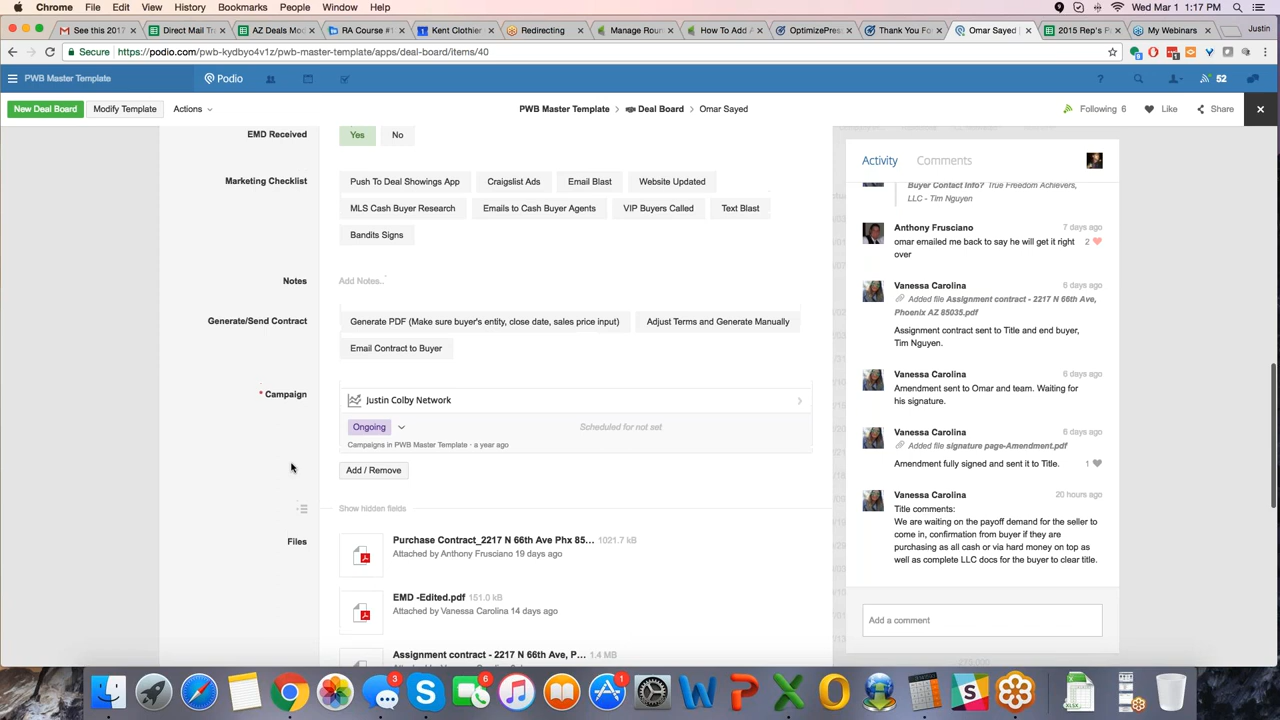 Chrome File Edit View History Bookmarks People Window Help
Wed Mar 1 1:17 PM
See this 2017 Direct Mail Tr AZ Deals Mo RA Course #1 Kent Clothier Redirecting Manage Rou How To Add OptimizePres Thank You Fo Omar Sayed 2015 Rep's P My Webinars
Justin
Secure https://podio.com/pwb-kydbyo4v1z/pwb-master-template/apps/deal-board/items/40
PWB Master Template Podio ? 52
New Deal Board Modify Template Actions
PWB Master Template > Deal Board > Omar Sayed
Following 6 Like Share
EMD Received Yes No
Marketing Checklist Push To Deal Showings App Craigslist Ads Email Blast Website Updated
MLS Cash Buyer Research Emails to Cash Buyer Agents VIP Buyers Called Text Blast
Bandits Signs
Notes Add Notes..
Generate/Send Contract Generate PDF (Make sure buyer's entity, close date, sales price input) Adjust Terms and Generate Manually
Email Contract to Buyer
* Campaign Justin Colby Network
Ongoing Scheduled for not set
Campaigns in PWB Master Template - a year ago
Add / Remove
Show hidden fields
Files
Purchase Contract_2217 N 66th Ave Phx 85... 1021.7 kB
Attached by Anthony Frusciano 19 days ago
EMD -Edited.pdf 151.0 kB
Attached by Vanessa Carolina 14 days ago
Assignment contract - 2217 N 66th Ave, P... 1.4 MB
Activity Comments
Buyer Contact Info? True Freedom Achievers,
LLC - Tim Nguyen
Anthony Frusciano 7 days ago
omar emailed me back to say he will get it right 2
over
Vanessa Carolina 6 days ago
Added file Assignment contract - 2217 N 66th Ave,
Phoenix AZ 85035.pdf
Assignment contract sent to Title and end buyer,
Tim Nguyen.
Vanessa Carolina 6 days ago
Amendment sent to Omar and team. Waiting for
his signature.
Vanessa Carolina 6 days ago
Added file signature page-Amendment.pdf
Amendment fully signed and sent it to Title. 1
Vanessa Carolina 20 hours ago
Title comments:
We are waiting on the payoff demand for the seller to
come in, confirmation from buyer if they are
purchasing as all cash or via hard money on top as
well as complete LLC docs for the buyer to clear title.
Add a comment
3 6 1